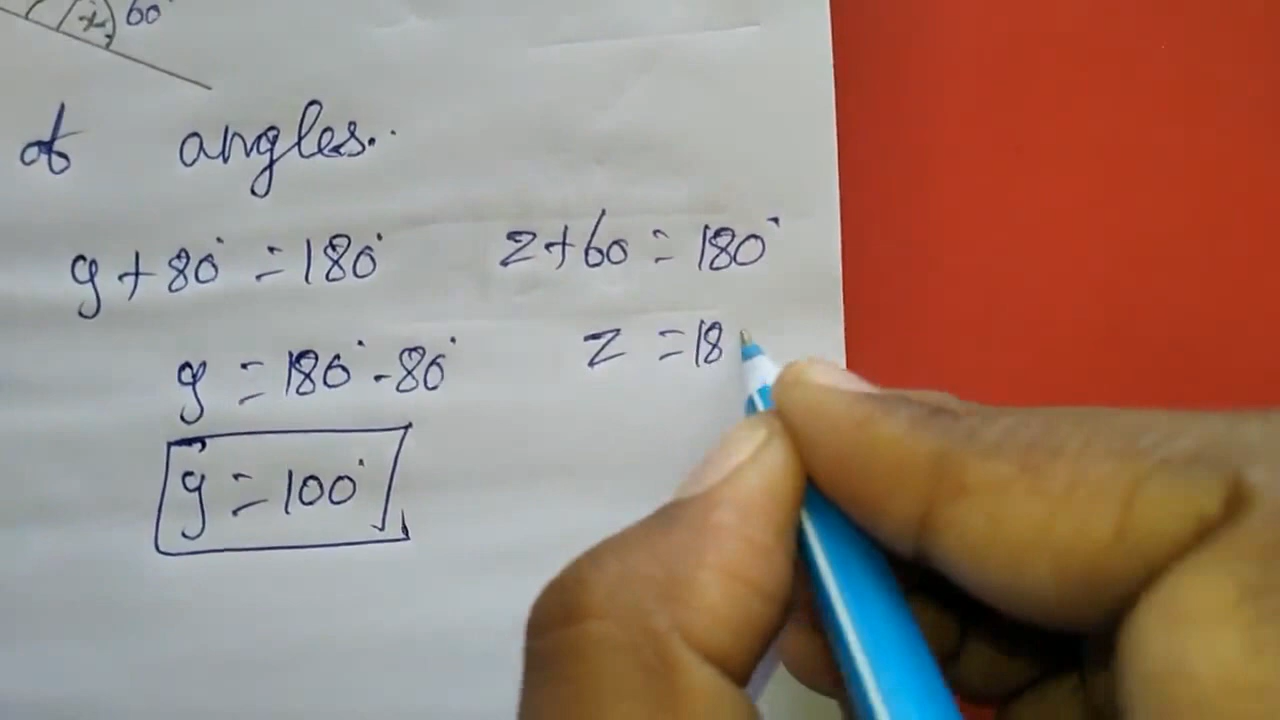 x 60°
of angles.
y + 80° = 180° z + 60 = 180°
y = 180° - 80° z = 18
y = 100°